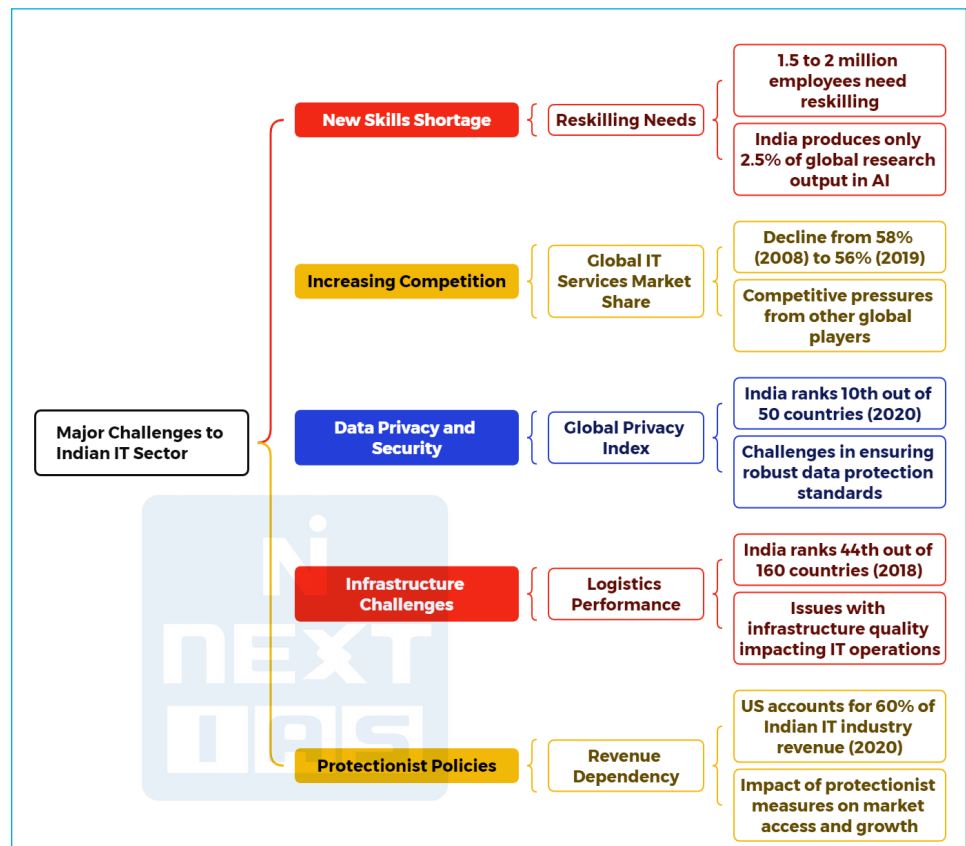 1.5 to 2 million
employees need
reskilling
New Skills Shortage
Reskilling Needs
India produces only
2.5% of global research
output in AI
Decline from 58%
(2008) to 56% (2019)
Increasing Competition
Global IT
Services Market
Share
Competitive pressures
from other global
players
India ranks 10th out of
50 countries (2020)
Major Challenges to
Indian IT Sector
Data Privacy and
Security
Global Privacy
Index
Challenges in ensuring
robust data protection
standards
India ranks 44th out of
160 countries (2018)
Infrastructure
Challenges
Logistics
Performance
Issues with
infrastructure quality
impacting IT operations
US accounts for 60% of
Indian IT industry
revenue (2020)
Protectionist Policies
Revenue
Dependency
Impact of protectionist
measures on market
access and growth
NEXT
IAS